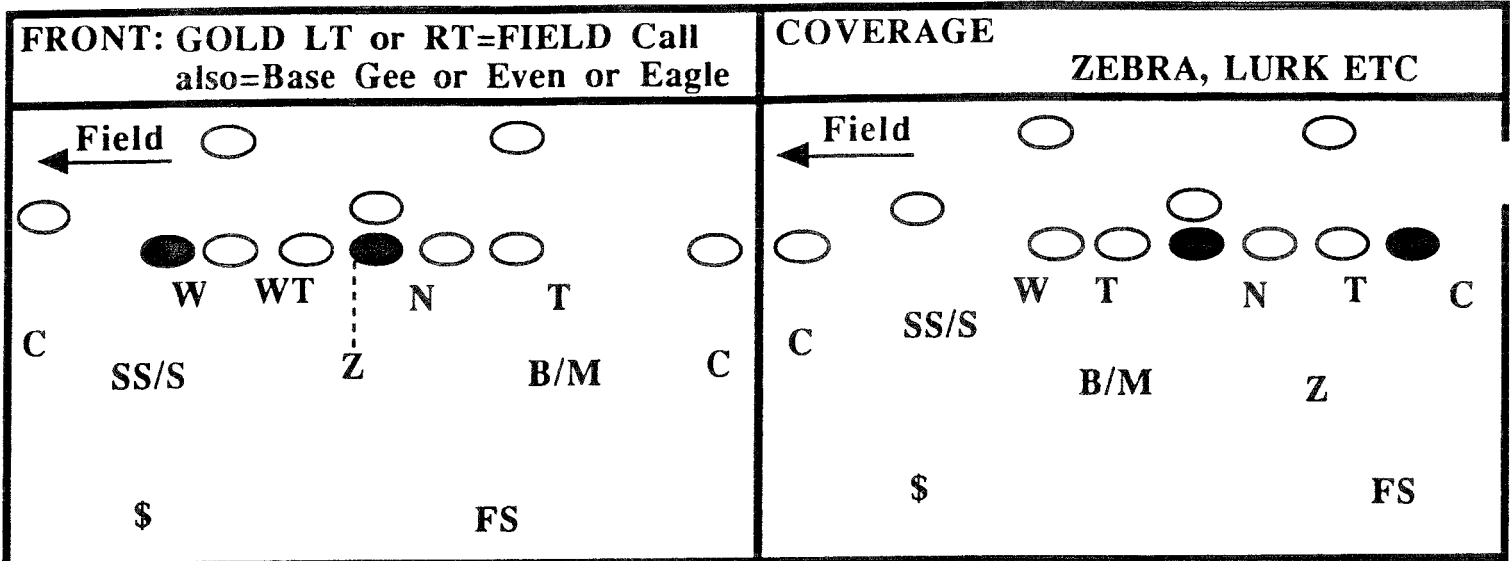 FRONT: GOLD LT or RT=FIELD Call
also=Base Gee or Even or Eagle
COVERAGE
ZEBRA, LURK ETC
Field
W WT N T
C
SS/S Z B/M C
$ FS
Field
W T N T C
C SS/S
B/M Z
$ FS